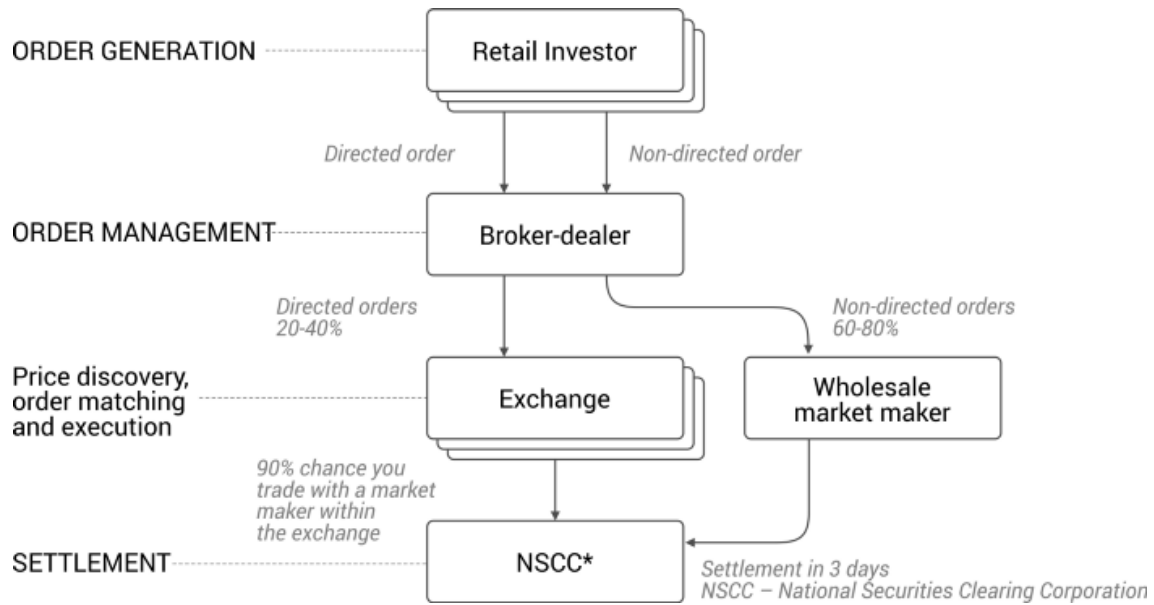 ORDER GENERATION
Retail Investor
Directed order
Non-directed order
ORDER MANAGEMENT
Broker-dealer
Directed orders
20-40%
Non-directed orders
60-80%
Price discovery,
order matching
and execution
Exchange
Wholesale
market maker
90% chance you
trade with a market
maker within
the exchange
SETTLEMENT
NSCC*
Settlement in 3 days
NSCC – National Securities Clearing Corporation